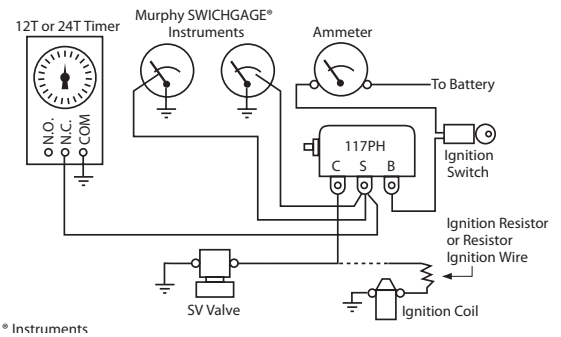 12T or 24T Timer
Murphy SWICHGAGE®
Instruments
Ammeter
To Battery
N.O.
N.C.
COM
117PH
C S B
Ignition
Switch
Ignition Resistor
or Resistor
Ignition Wire
SV Valve
Ignition Coil
® Instruments